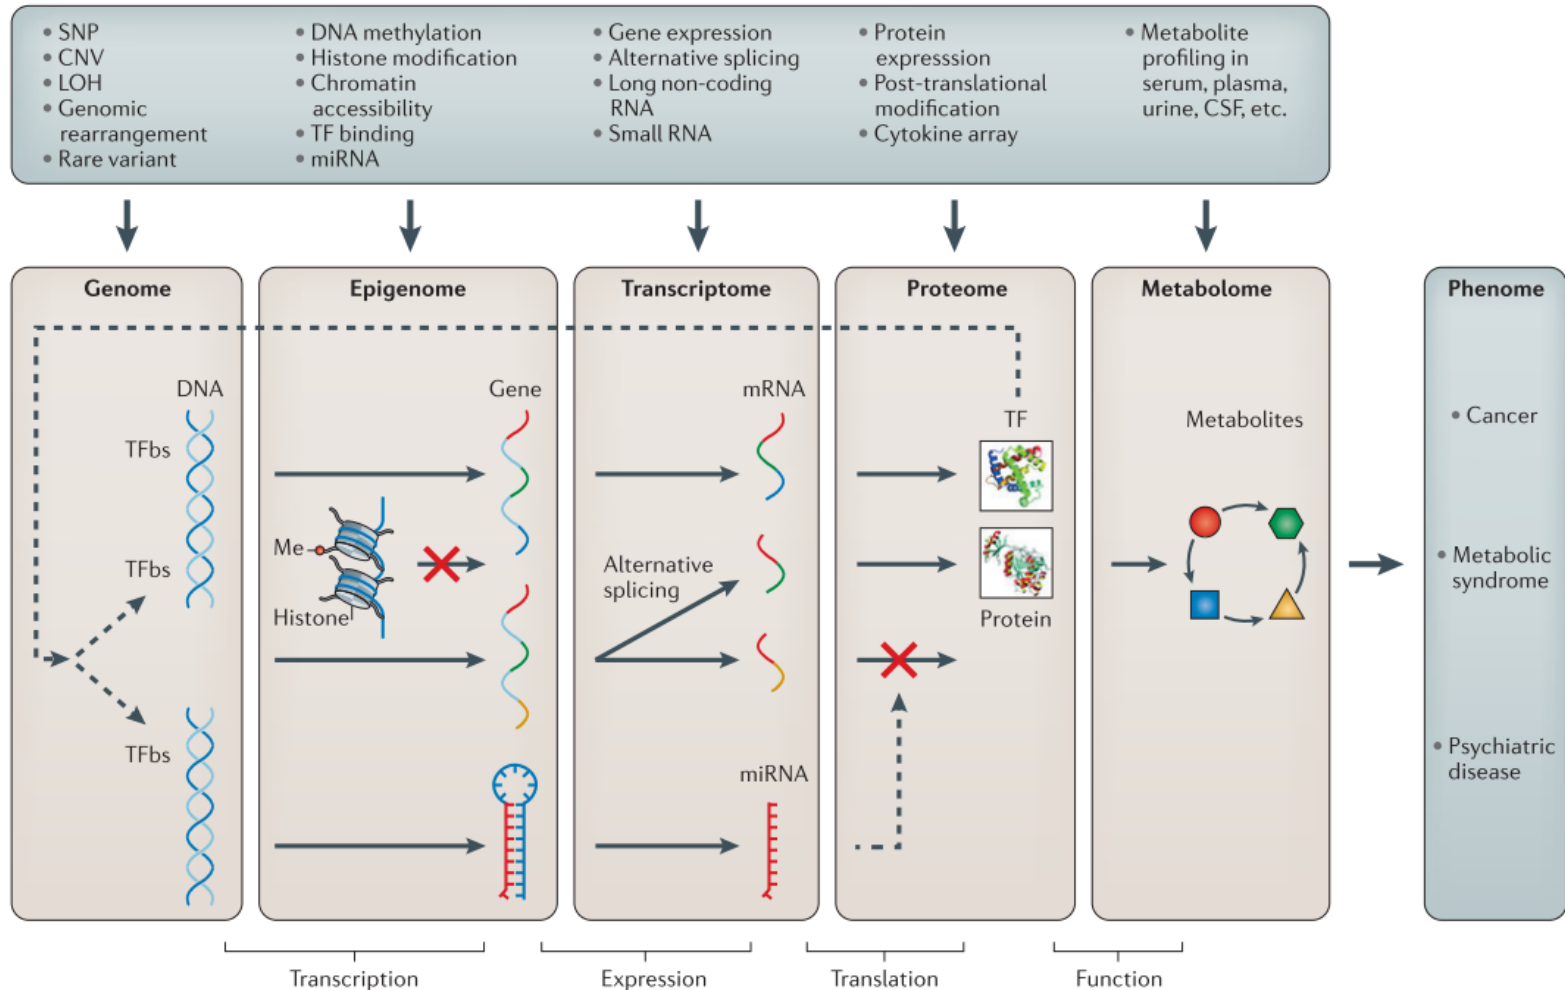 • SNP
• CNV
• LOH
• Genomic
rearrangement
• Rare variant
• DNA methylation
• Histone modification
• Chromatin
accessibility
• TF binding
• miRNA
• Gene expression
• Alternative splicing
• Long non-coding
RNA
• Small RNA
• Protein
expresssion
• Post-translational
modification
• Cytokine array
• Metabolite
profiling in
serum, plasma,
urine, CSF, etc.
Genome
DNA
TFbs
TFbs
TFbs
Epigenome
Gene
Me
Histone
Transcriptome
mRNA
Alternative
splicing
miRNA
Proteome
TF
Protein
Metabolome
Metabolites
Phenome
• Cancer
• Metabolic
syndrome
• Psychiatric
disease
Transcription
Expression
Translation
Function